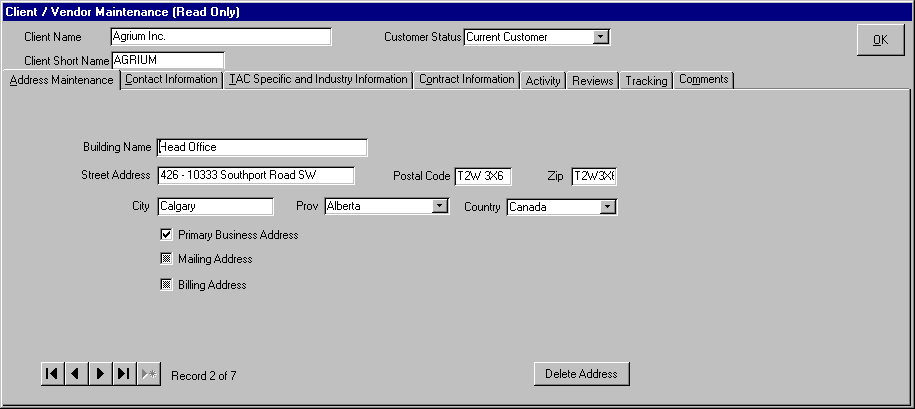 Client / Vendor Maintenance (Read Only)
Client Name Agrium Inc. Customer Status Current Customer OK
Client Short Name AGRIUM
Address Maintenance Contact Information TAC Specific and Industry Information Contract Information Activity Reviews Tracking Comments
Building Name Head Office
Street Address 426 - 10333 Southport Road SW Postal Code T2W 3X6 Zip T2W3X6
City Calgary Prov Alberta Country Canada
Primary Business Address
Mailing Address
Billing Address
Record 2 of 7 Delete Address